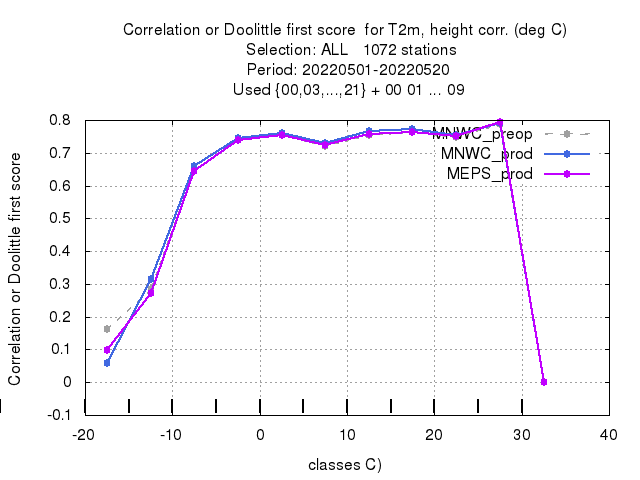 Correlation or Doolittle first score  for T2m, height corr. (deg C)
Selection: ALL   1072 stations
Period: 20220501-20220520
Used {00,03,...,21} + 00 01 ... 09
Correlation or Doolittle first score
0.8
0.7
0.6
0.5
0.4
0.3
0.2
0.1
0
-0.1
MNWC_preop
MNWC_prod
MEPS_prod
-20 -10 0 10 20 30 40
classes C)